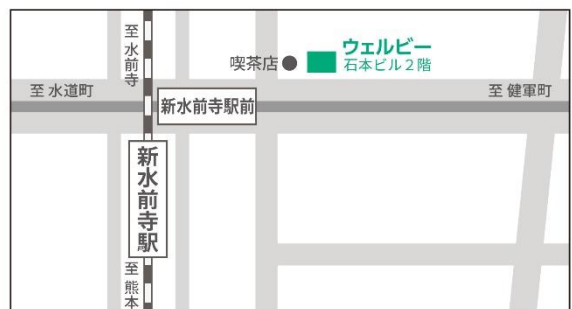 至水前寺
喫茶店
ウェルビー
石本ビル２階
至 水道町
新水前寺駅前
至 健軍町
新水前寺駅
至熊本